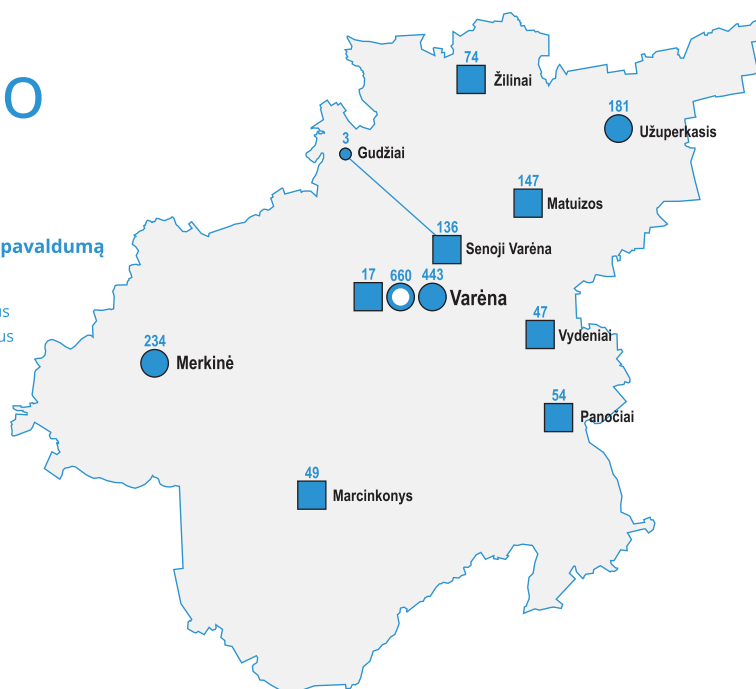 O
74
Žilinai
181
Užuperkasis
3
Gudžiai
147
Matuizos
pavaldumą
136
Senoji Varėna
17 660 443
Varėna
us
us
47
Vydeniai
234
Merkinė
54
Panočiai
49
Marcinkonys